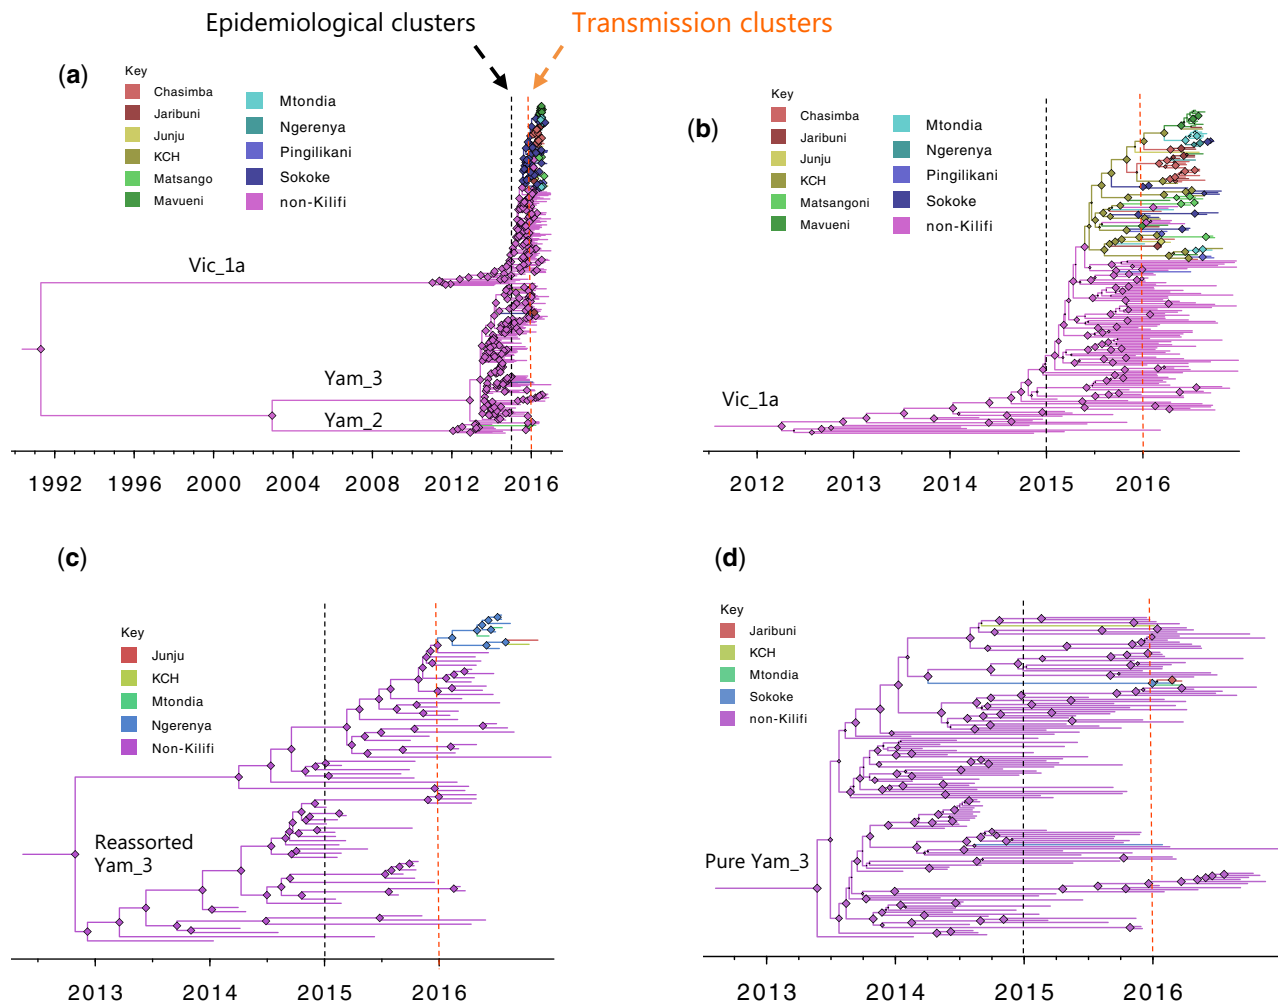 Epidemiological clusters
Transmission clusters
(a)
Key
Chasimba
Jaribuni
Junju
KCH
Matsango
Mavueni
Mtondia
Ngerenya
Pingilikani
Sokoke
non-Kilifi
Vic_1a
Yam_3
Yam_2
1992 1996 2000 2004 2008 2012 2016
(b)
Key
Chasimba
Jaribuni
Junju
KCH
Matsangoni
Mavueni
Mtondia
Ngerenya
Pingilikani
Sokoke
non-Kilifi
Vic_1a
2012 2013 2014 2015 2016
(c)
Key
Junju
KCH
Mtondia
Ngerenya
Non-Kilifi
Reassorted
Yam_3
2013 2014 2015 2016
(d)
Key
Jaribuni
KCH
Mtondia
Sokoke
non-Kilifi
Pure Yam_3
2013 2014 2015 2016